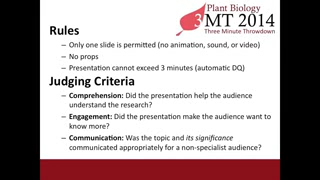 Plant Biology
3MT 2014
Three Minute Throwdown
Rules
– Only one slide is permitted (no animation, sound, or video)
– No props
– Presentation cannot exceed 3 minutes (automatic DQ)
Judging Criteria
– Comprehension: Did the presentation help the audience
understand the research?
– Engagement: Did the presentation make the audience want to
know more?
– Communication: Was the topic and its significance
communicated appropriately for a non-specialist audience?